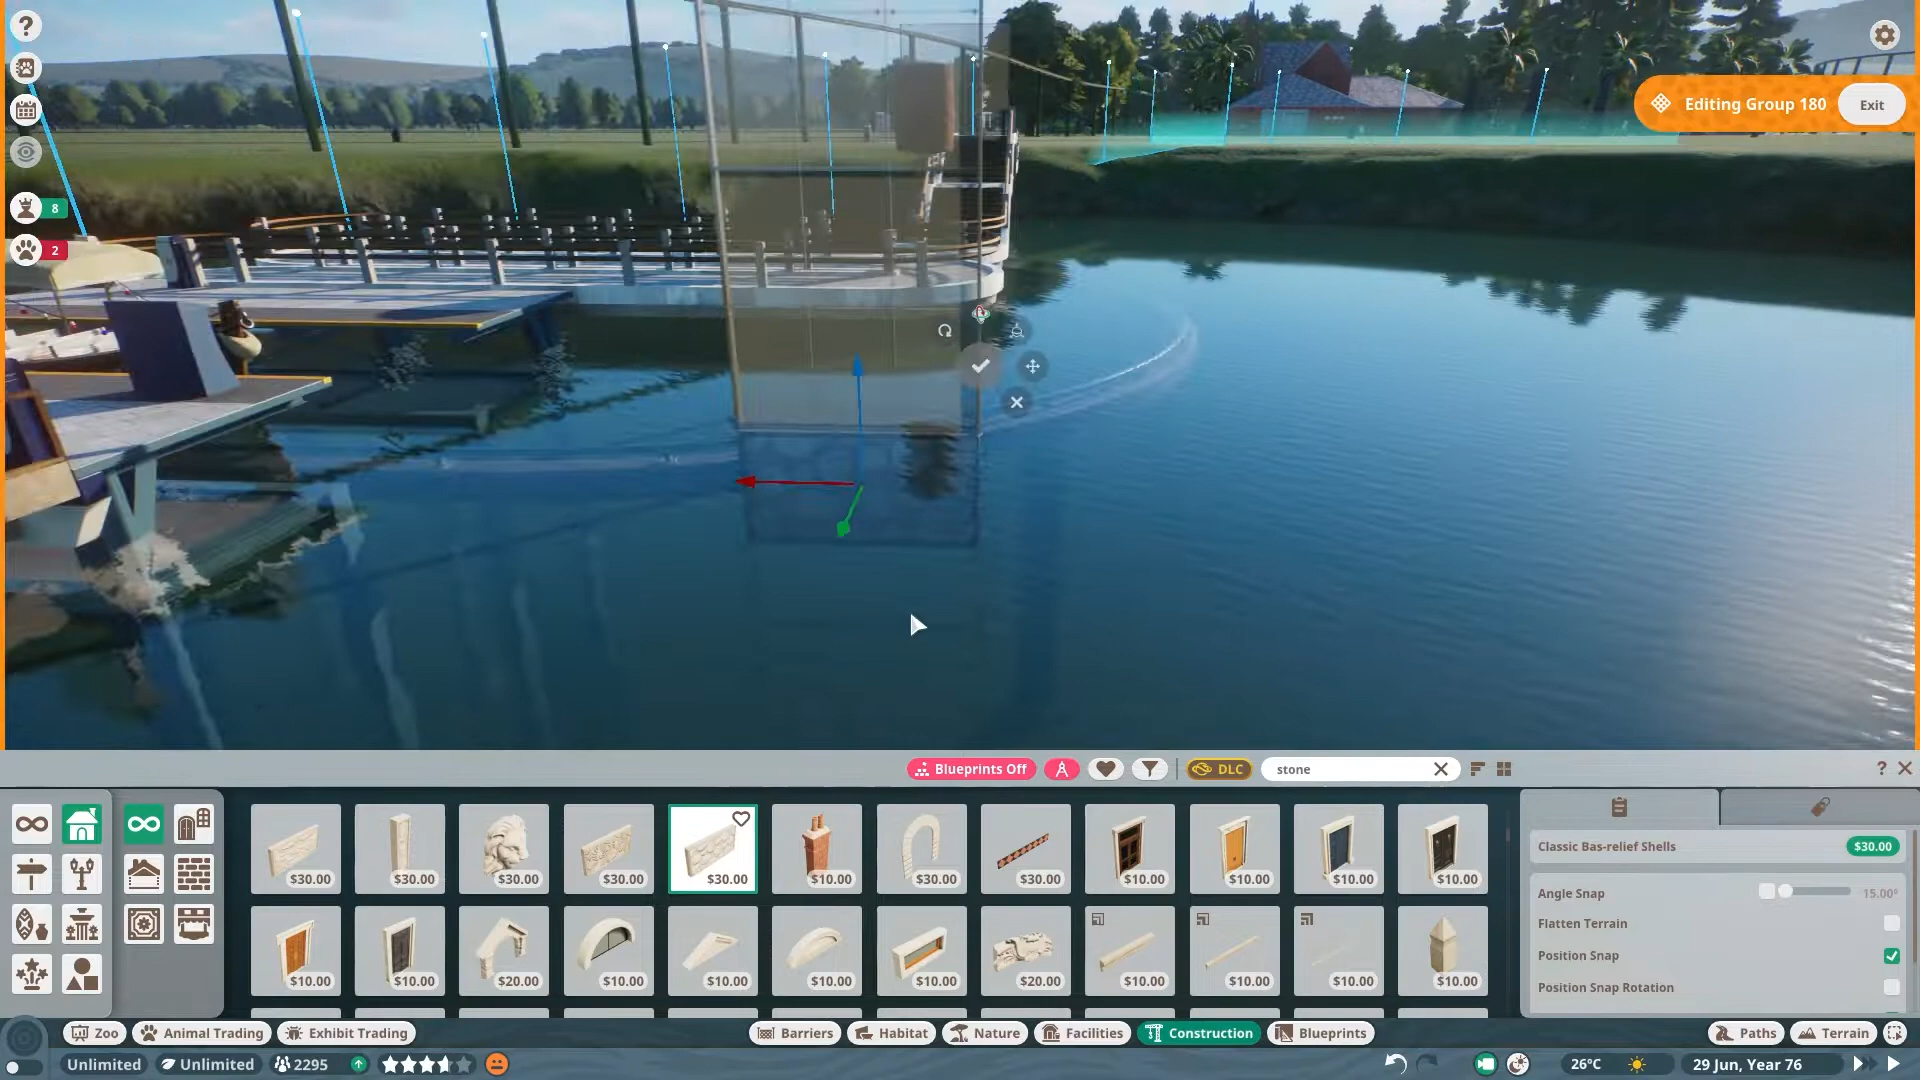 ?
Editing Group 180 Exit
8
2
Blueprints Off DLC stone
?
$30.00 $30.00 $30.00 $30.00 $30.00 $10.00 $30.00 $30.00 $10.00 $10.00 $10.00 $10.00
$10.00 $10.00 $20.00 $10.00 $10.00 $10.00 $10.00 $20.00 $10.00 $10.00 $10.00 $10.00
Classic Bas-relief Shells $30.00
Angle Snap 15.00°
Flatten Terrain
Position Snap
Position Snap Rotation
Zoo Animal Trading Exhibit Trading Barriers Habitat Nature Facilities Construction Blueprints Paths Terrain
Unlimited Unlimited 2295 26°C 29 Jun, Year 76